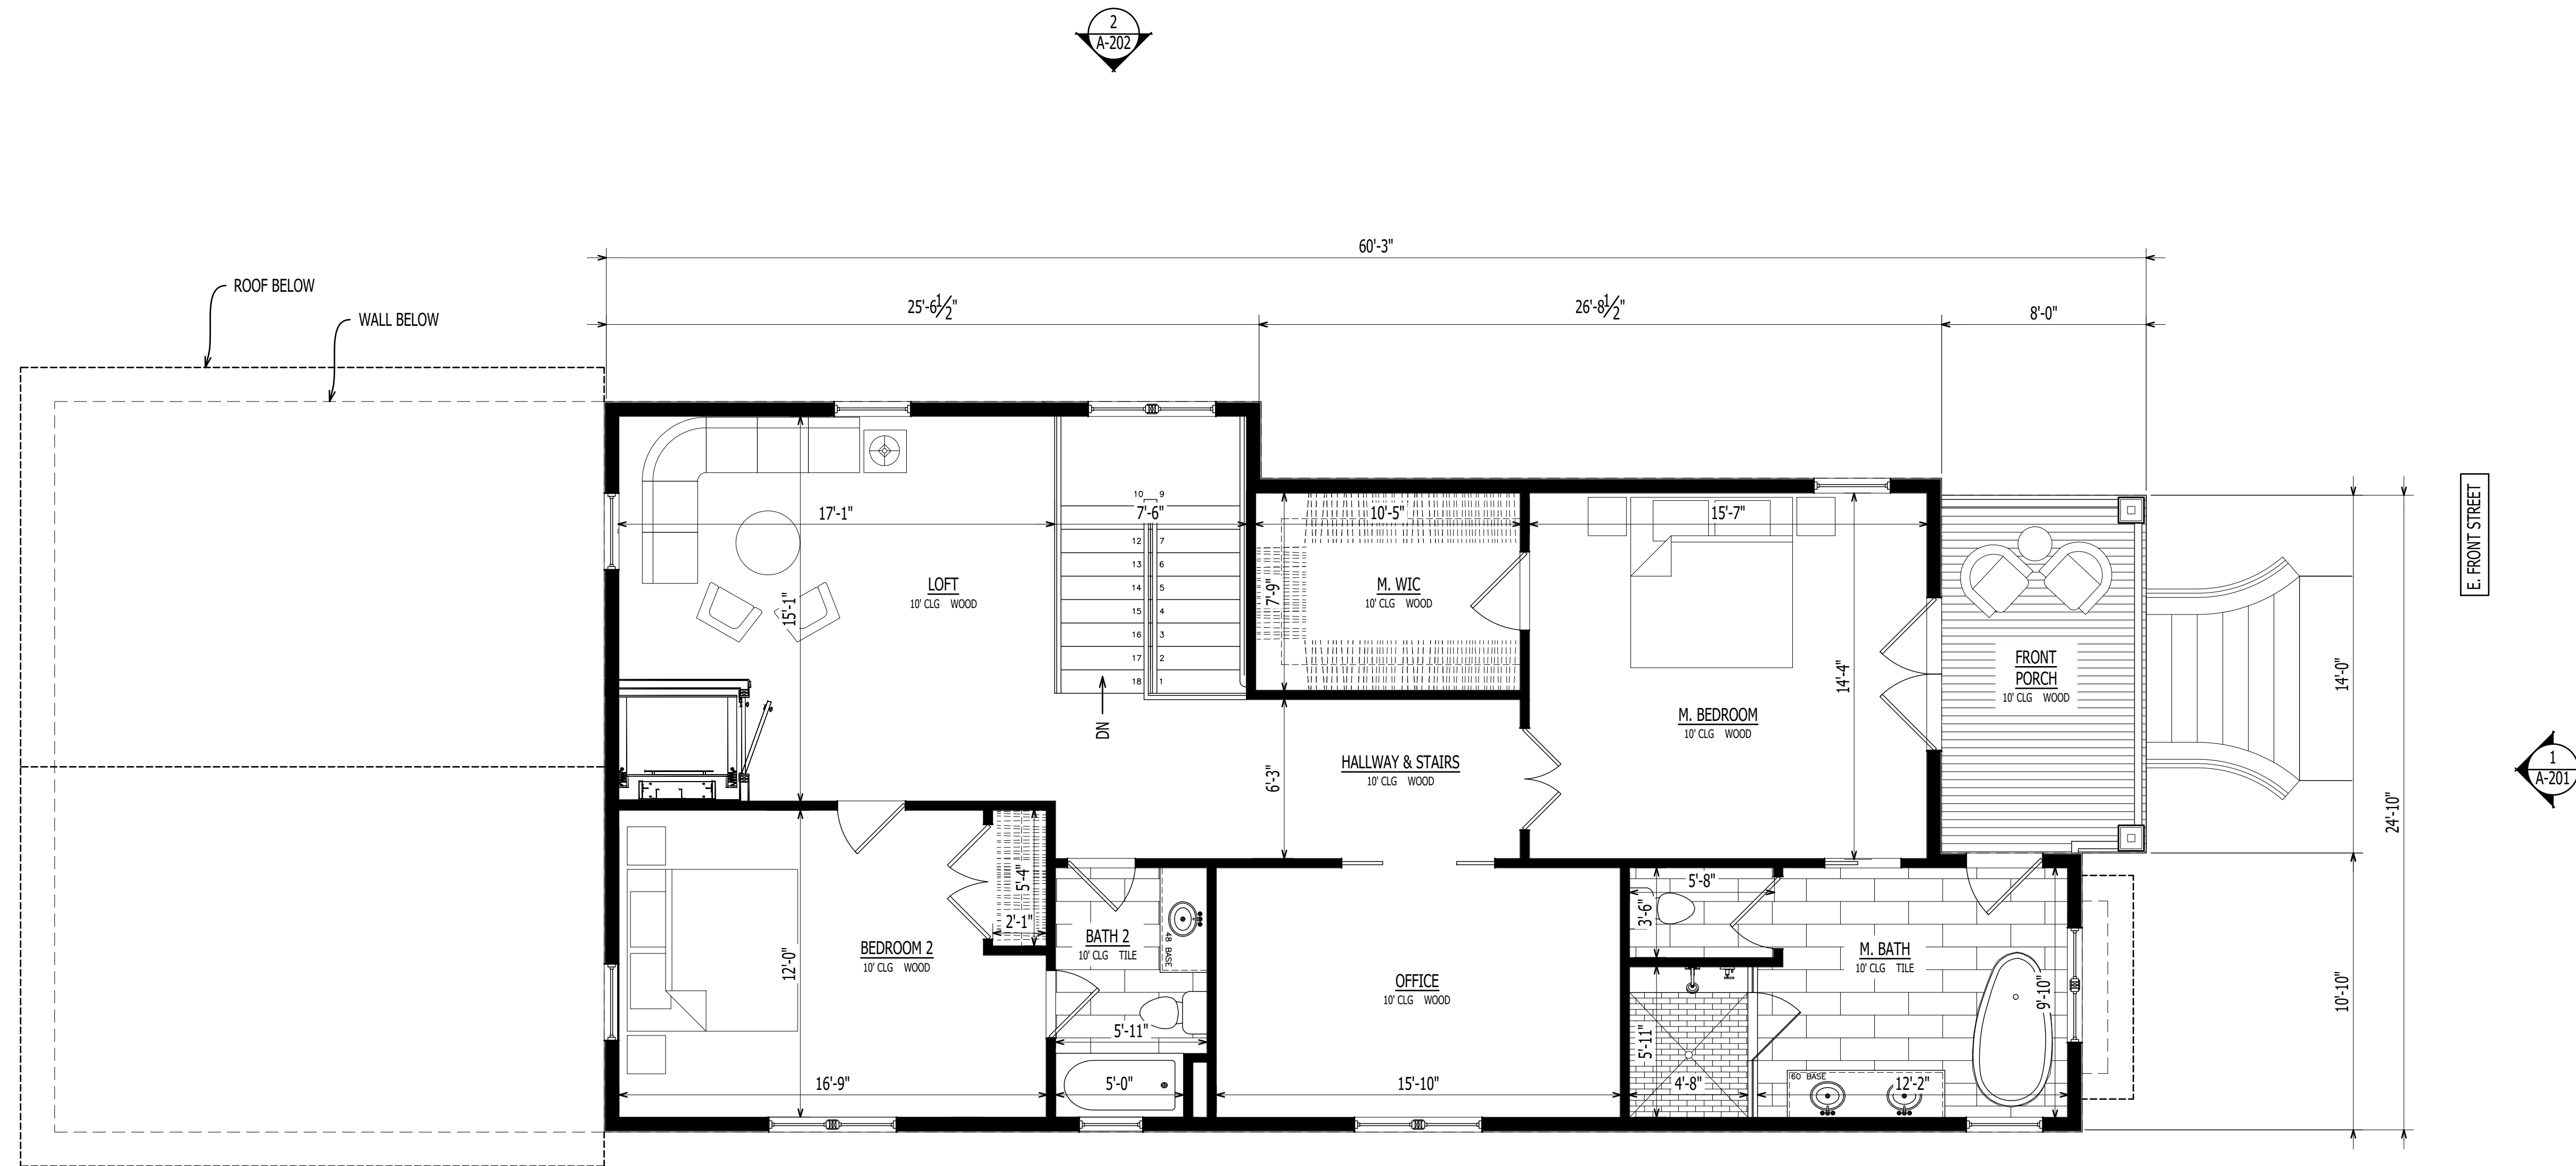 2
A-202
60'-3"
ROOF BELOW
25'-6 1/2"
26'-8 1/2"
8'-0"
WALL BELOW
E. FRONT STREET
10 9
17'-1"
7'-6"
10'-5"
15'-7"
12 7
13 6
14 5
15 4
16 3
17 2
18 1
LOFT
10' CLG WOOD
15'-1"
7'-9"
M. WIC
10' CLG WOOD
FRONT
PORCH
10' CLG WOOD
14'-4"
14'-0"
M. BEDROOM
10' CLG WOOD
DN
HALLWAY & STAIRS
10' CLG WOOD
6'-3"
1
A-201
24'-10"
5'-4"
2'-1"
5'-8"
3'-6"
BEDROOM 2
10' CLG WOOD
12'-0"
BATH 2
10' CLG TILE
48 BASE
M. BATH
10' CLG TILE
OFFICE
10' CLG WOOD
9'-10"
10'-10"
5'-11"
5'-11"
16'-9"
5'-0"
15'-10"
4'-8"
60 BASE
12'-2"